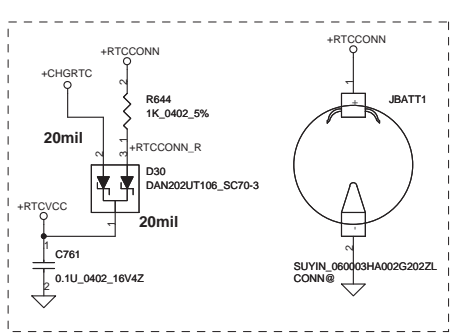 +RTCCONN
+CHGRTC
2
R644
1K_0402_5%
1
20mil
+RTCCONN_R
2
3
D30
DAN202UT106_SC70-3
+RTCVCC
1
20mil
1
C761
0.1U_0402_16V4Z
2
+RTCCONN
1
JBATT1
+
-
2
SUYIN_060003HA002G202ZL
CONN@